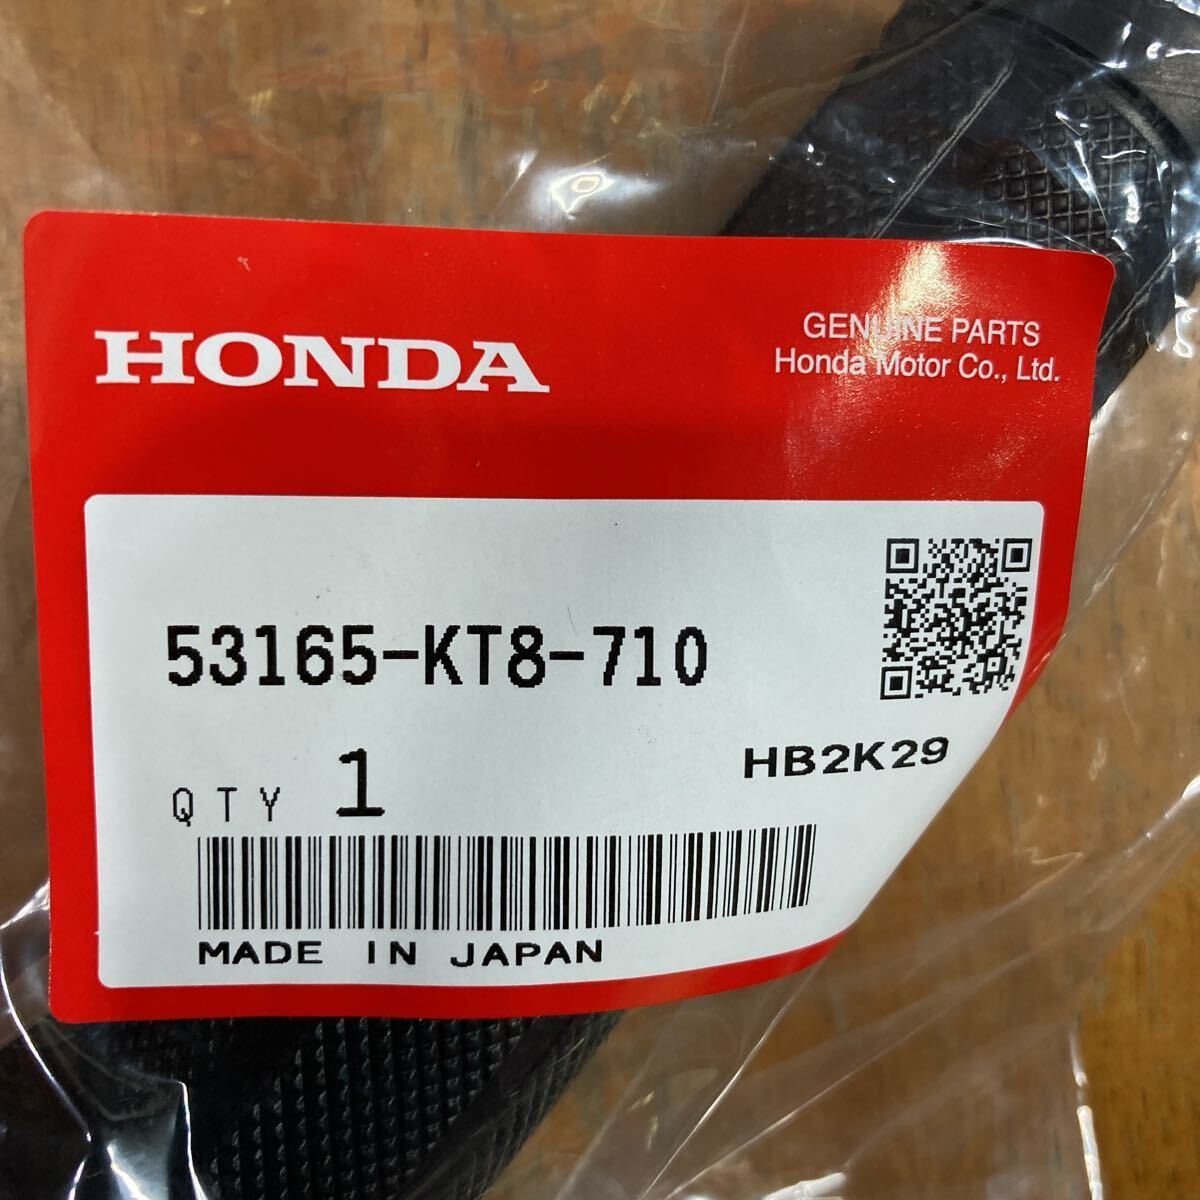 HONDA
GENUINE PARTS
Honda Motor Co., Ltd.
53165-KT8-710
HB2K29
QTY 1
MADE IN JAPAN